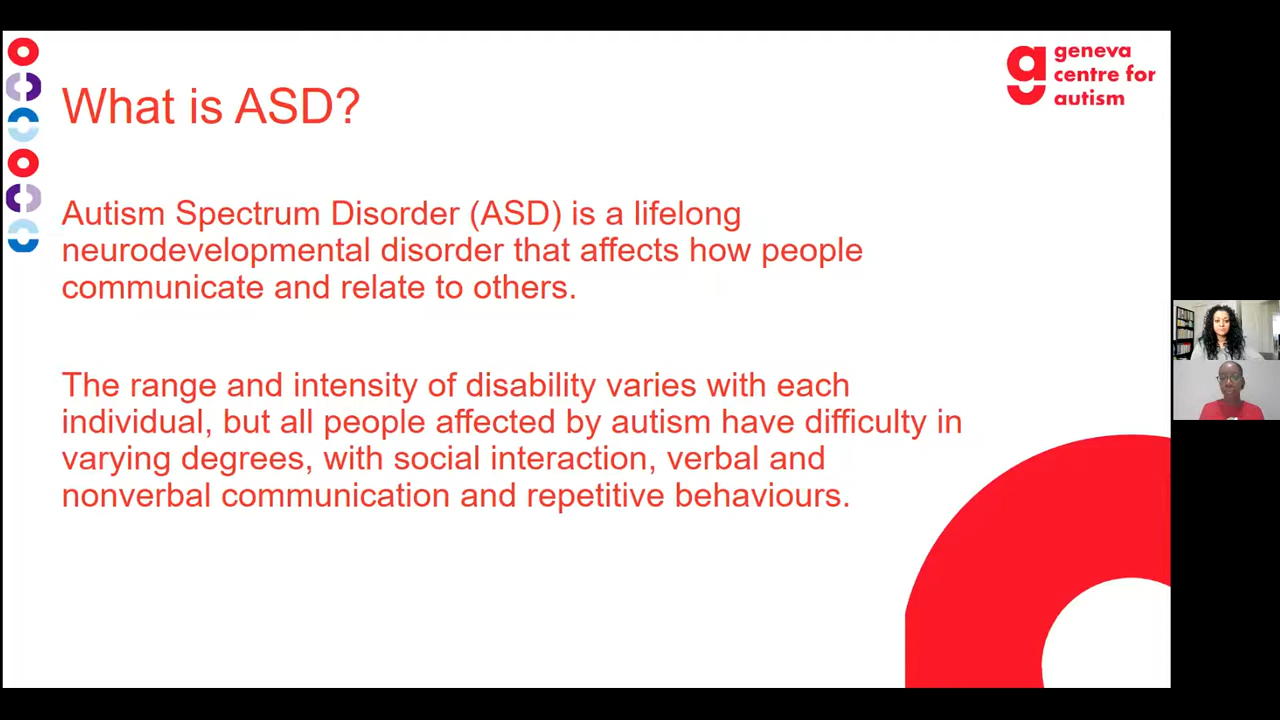 What is ASD?
geneva
centre for
autism
Autism Spectrum Disorder (ASD) is a lifelong
neurodevelopmental disorder that affects how people
communicate and relate to others.
The range and intensity of disability varies with each
individual, but all people affected by autism have difficulty in
varying degrees, with social interaction, verbal and
nonverbal communication and repetitive behaviours.